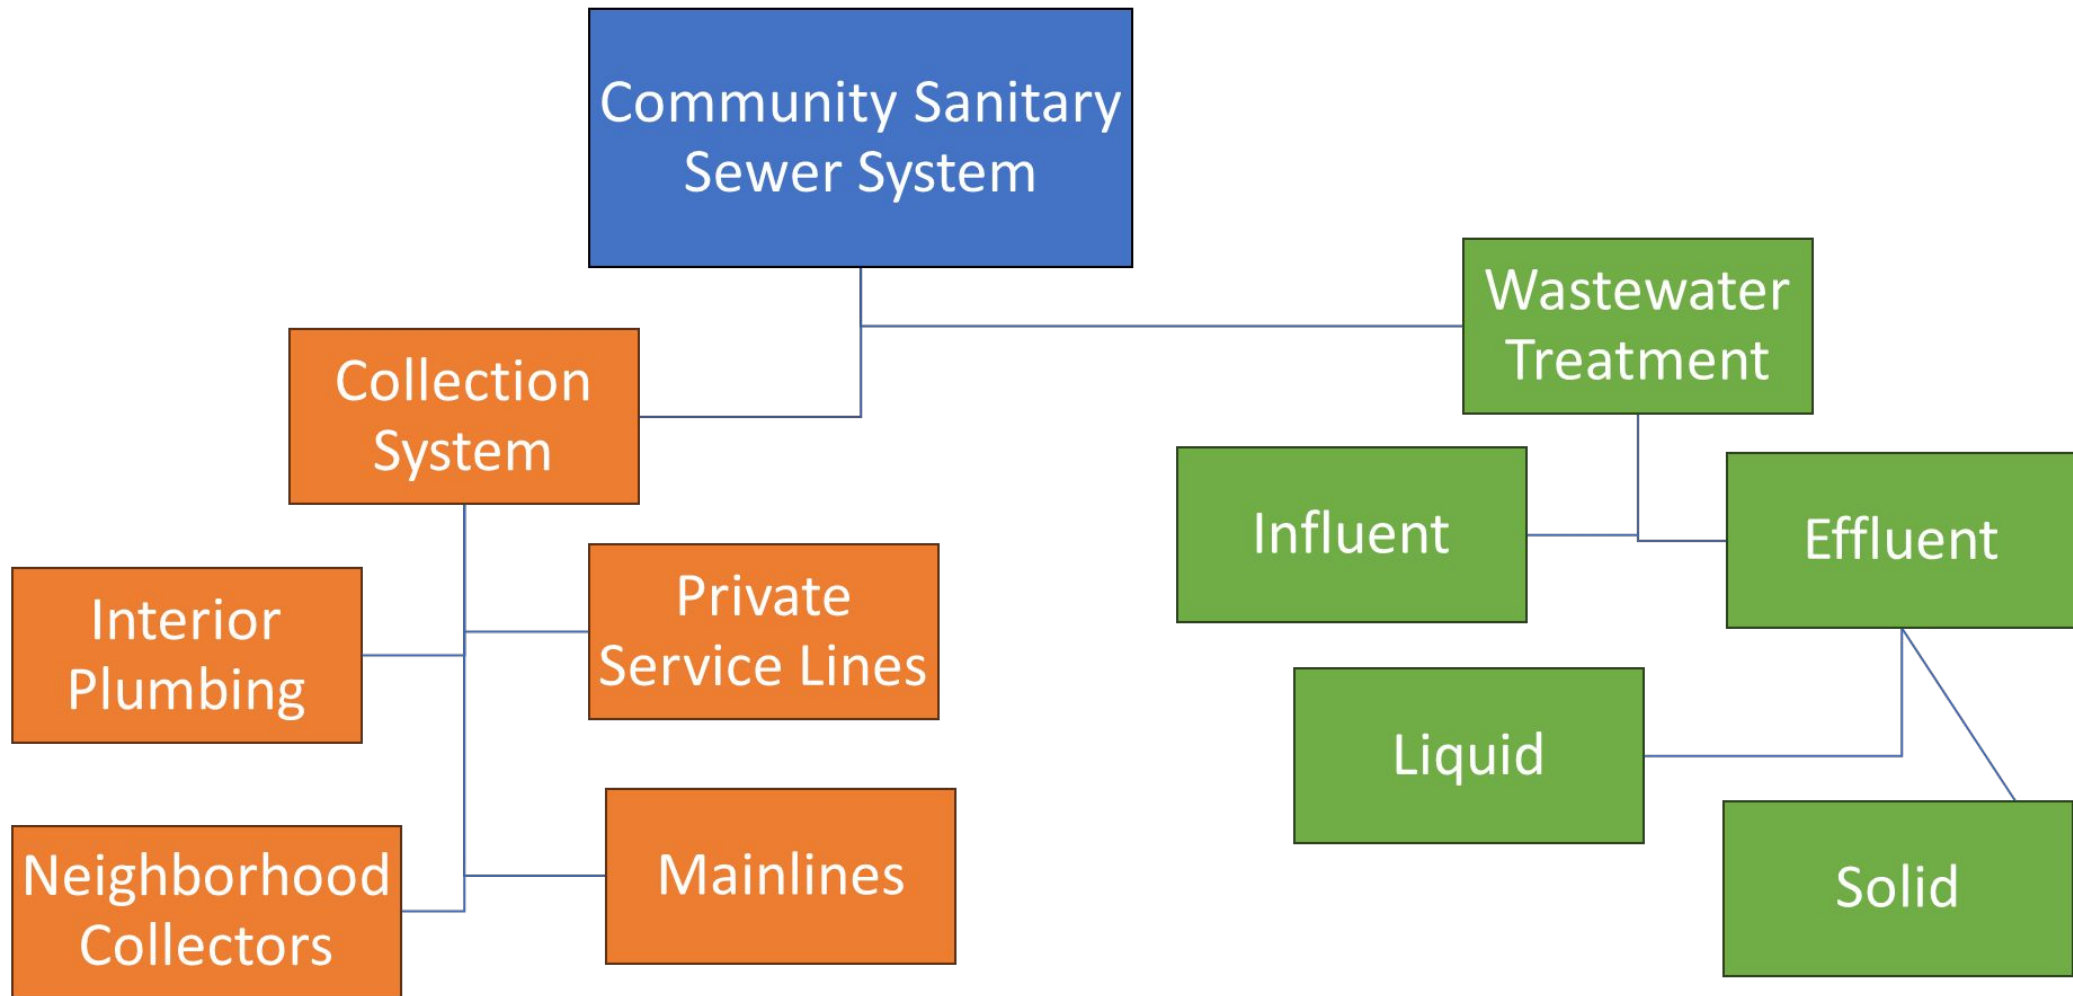 Community Sanitary
Sewer System
Wastewater
Treatment
Collection
System
Influent
Effluent
Interior
Plumbing
Private
Service Lines
Liquid
Neighborhood
Collectors
Mainlines
Solid